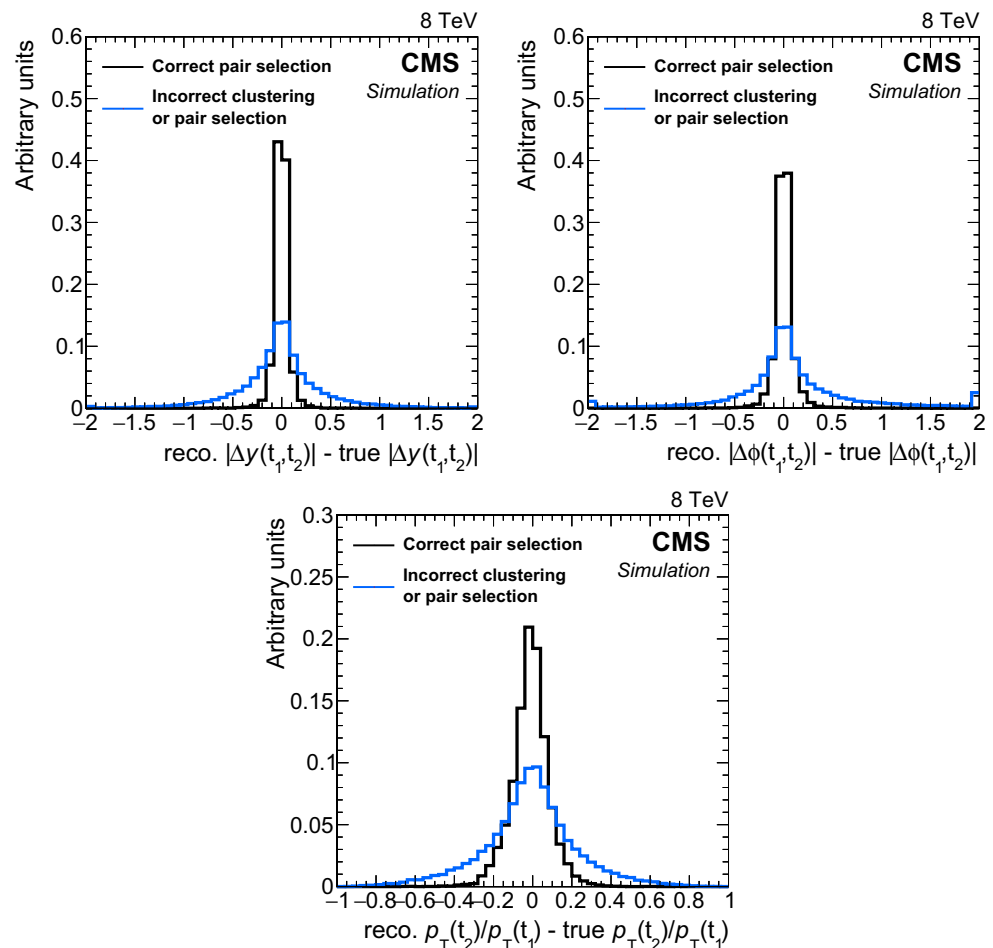 8 TeV
Arbitrary units
0.6
0.5
0.4
0.3
0.2
0.1
0
Correct pair selection
Incorrect clustering
or pair selection
CMS
Simulation
−2 −1.5 −1 −0.5 0 0.5 1 1.5 2
reco. |Δy(t₁,t₂)| - true |Δy(t₁,t₂)|
8 TeV
Arbitrary units
0.6
0.5
0.4
0.3
0.2
0.1
0
Correct pair selection
Incorrect clustering
or pair selection
CMS
Simulation
−2 −1.5 −1 −0.5 0 0.5 1 1.5 2
reco. |Δϕ(t₁,t₂)| - true |Δϕ(t₁,t₂)|
8 TeV
Arbitrary units
0.3
0.25
0.2
0.15
0.1
0.05
0
Correct pair selection
Incorrect clustering
or pair selection
CMS
Simulation
−1 −0.8 −0.6 −0.4 −0.2 0 0.2 0.4 0.6 0.8 1
reco. p_T(t₂)/p_T(t₁) - true p_T(t₂)/p_T(t₁)